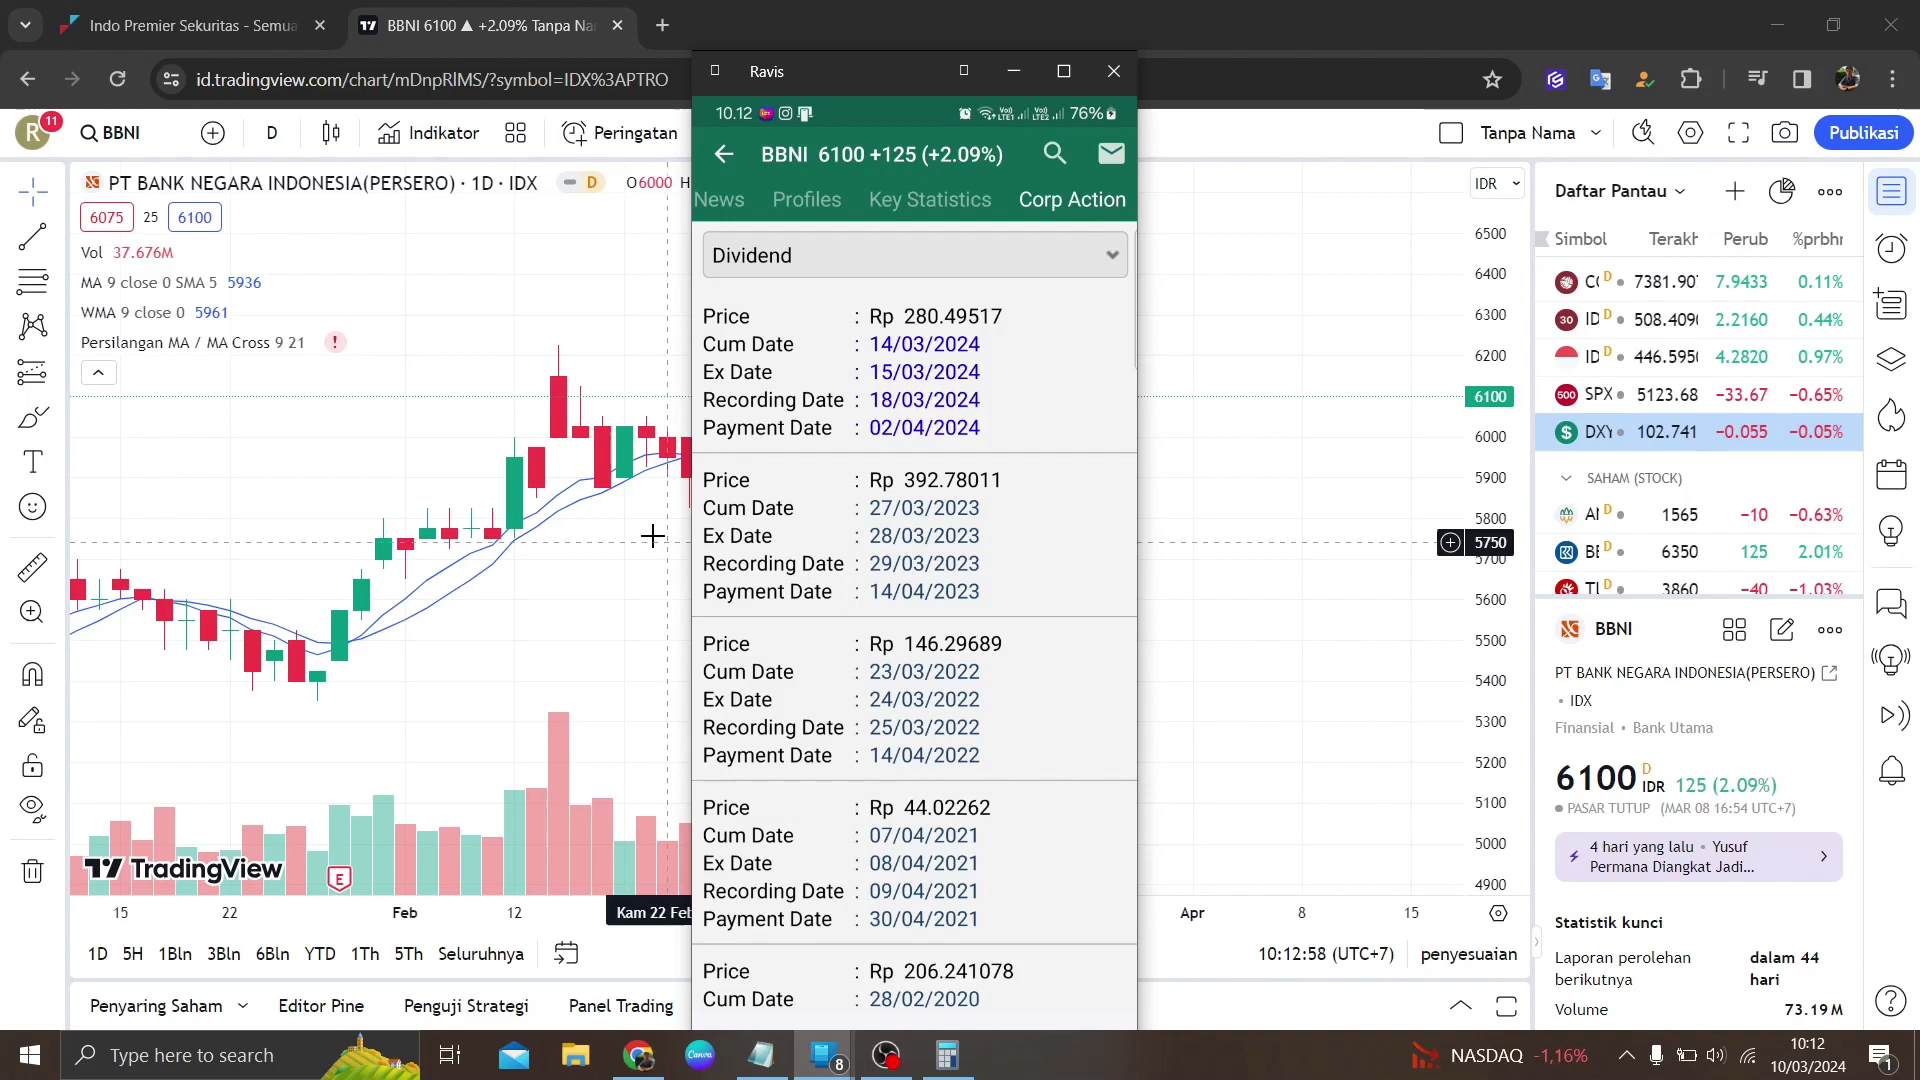 Indo Premier Sekuritas - Semua
BBNI 6100 ▲ +2.09% Tanpa Na
id.tradingview.com/chart/mDnpRlMS/?symbol=IDX%3APTRO
R
11
BBNI
D
Indikator
Peringatan
Tanpa Nama
Publikasi
PT BANK NEGARA INDONESIA(PERSERO) · 1D · IDX
D
O6000 H
6075 25 6100
Vol 37.676M
MA 9 close 0 SMA 5 5936
WMA 9 close 0 5961
Persilangan MA / MA Cross 9 21
TradingView
E
15
22
Feb
12
Kam 22 Feb
Apr
8
15
1D 5H 1Bln 3Bln 6Bln YTD 1Th 5Th Seluruhnya
10:12:58 (UTC+7)
penyesuaian
Penyaring Saham
Editor Pine
Penguji Strategi
Panel Trading
IDR
6500
6400
6300
6200
6100
6000
5900
5800
5750
5700
5600
5500
5400
5300
5200
5100
5000
4900
Ravis
10.12
76%
BBNI 6100 +125 (+2.09%)
News Profiles Key Statistics Corp Action
Dividend
Price : Rp 280.49517
Cum Date : 14/03/2024
Ex Date : 15/03/2024
Recording Date : 18/03/2024
Payment Date : 02/04/2024
Price : Rp 392.78011
Cum Date : 27/03/2023
Ex Date : 28/03/2023
Recording Date : 29/03/2023
Payment Date : 14/04/2023
Price : Rp 146.29689
Cum Date : 23/03/2022
Ex Date : 24/03/2022
Recording Date : 25/03/2022
Payment Date : 14/04/2022
Price : Rp 44.02262
Cum Date : 07/04/2021
Ex Date : 08/04/2021
Recording Date : 09/04/2021
Payment Date : 30/04/2021
Price : Rp 206.241078
Cum Date : 28/02/2020
Daftar Pantau
Simbol Terakh Perub %prbhr
D 7381.90 7.9433 0.11%
30 ID D 508.409 2.2160 0.44%
ID D 446.595 4.2820 0.97%
500 SPX 5123.68 −33.67 −0.65%
DXY 102.741 −0.055 −0.05%
SAHAM (STOCK)
D 1565 −10 −0.63%
D 6350 125 2.01%
TL D 3860 −40 −1.03%
BBNI
PT BANK NEGARA INDONESIA(PERSERO)
• IDX
Finansial • Bank Utama
6100 D IDR 125 (2.09%)
PASAR TUTUP (MAR 08 16:54 UTC+7)
4 hari yang lalu • Yusuf
Permana Diangkat Jadi...
Statistik kunci
Laporan perolehan berikutnya dalam 44 hari
Volume 73.19M
Type here to search
8
NASDAQ -1,16%
10:12
10/03/2024
1